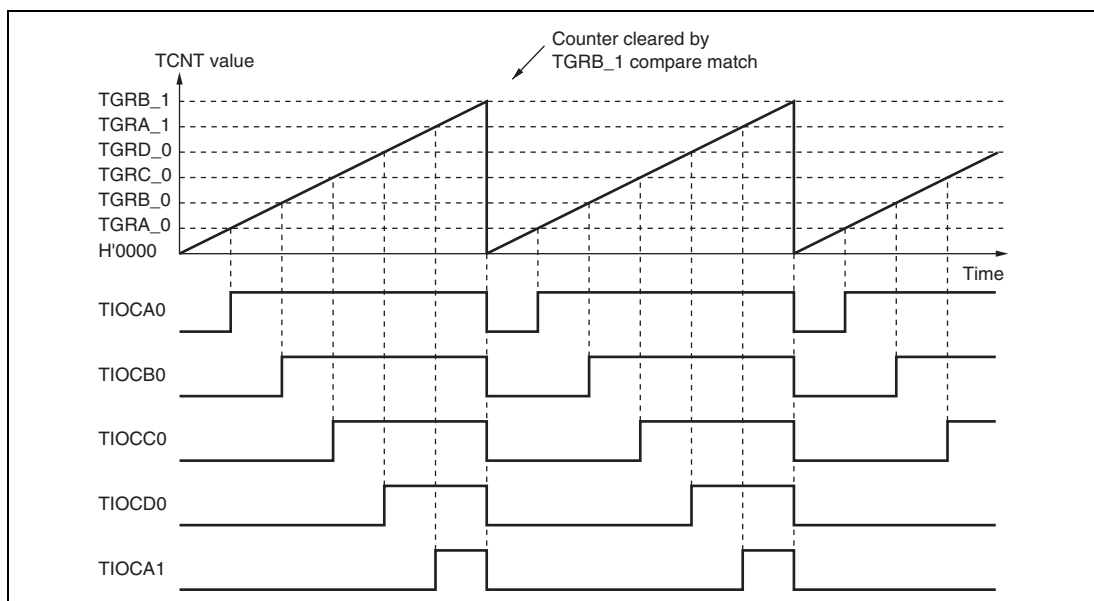 Counter cleared by
TGRB_1 compare match
TCNT value
TGRB_1
TGRA_1
TGRD_0
TGRC_0
TGRB_0
TGRA_0
H'0000
Time
TIOCA0
TIOCB0
TIOCC0
TIOCD0
TIOCA1